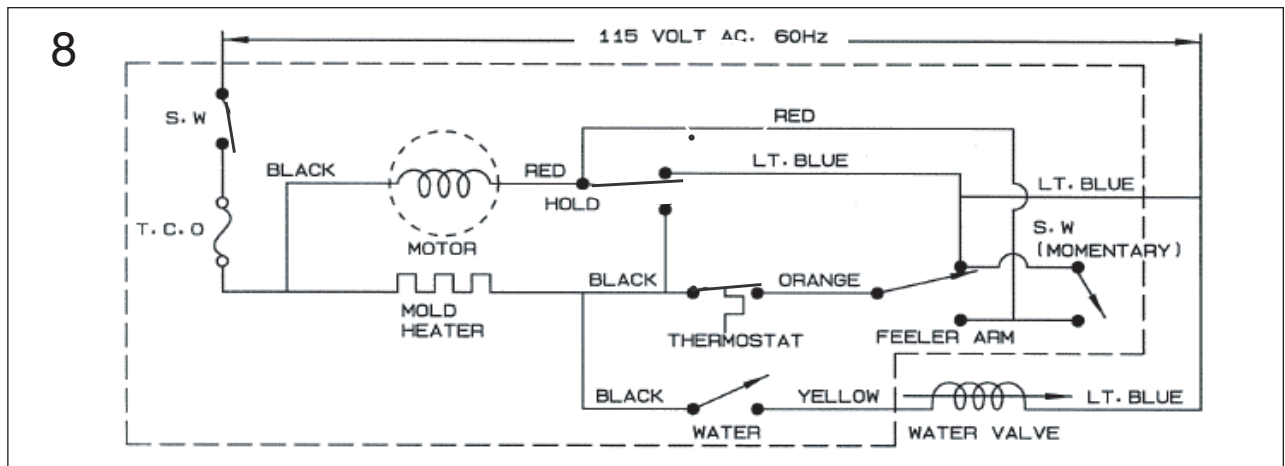 8
115 VOLT AC. 60Hz
S.W
RED
BLACK
RED
LT. BLUE
LT. BLUE
HOLD
T.C.O
S.W
(MOMENTARY)
MOTOR
BLACK
ORANGE
MOLD
HEATER
THERMOSTAT
FEELER ARM
BLACK
YELLOW
LT. BLUE
WATER
WATER VALVE